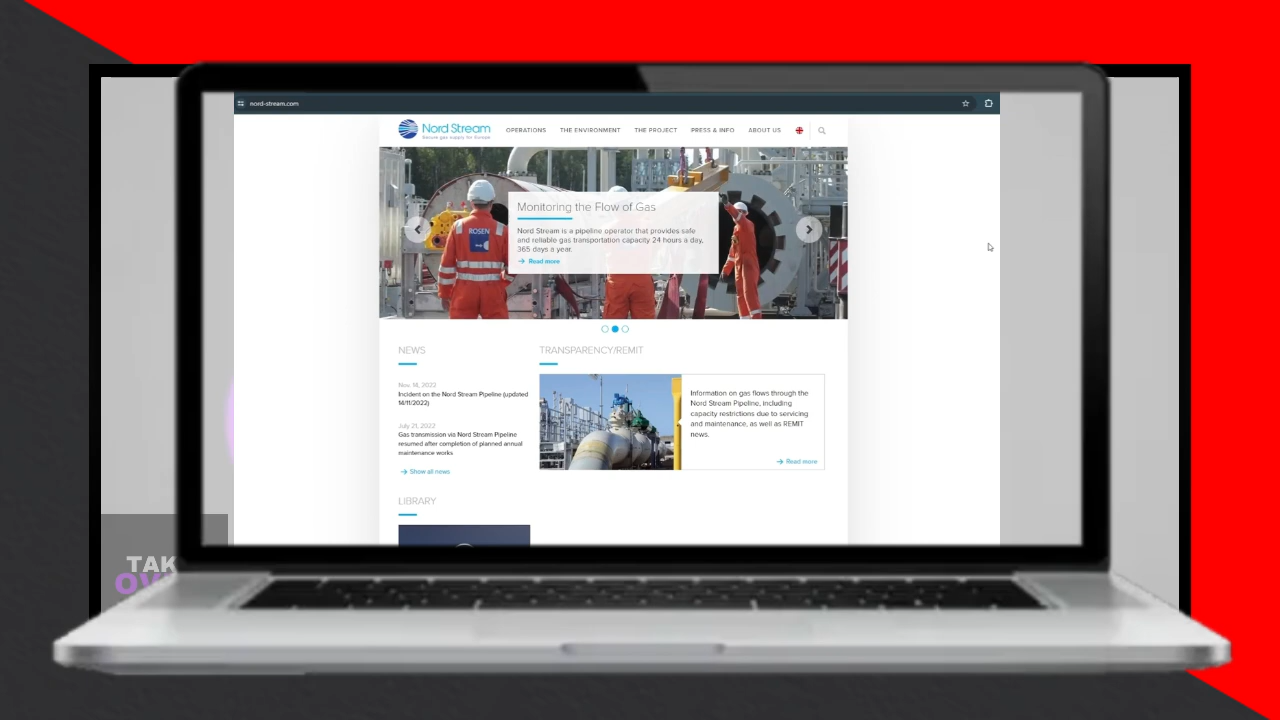 nord-stream.com
Nord Stream
Secure gas supply for Europe
OPERATIONS THE ENVIRONMENT THE PROJECT PRESS & INFO ABOUT US
ROSEN
Monitoring the Flow of Gas
Nord Stream is a pipeline operator that provides safe
and reliable gas transportation capacity 24 hours a day,
365 days a year.
Read more
NEWS
Nov 14, 2022
Incident on the Nord Stream Pipeline (updated
14/11/2022)
July 21, 2022
Gas transmission via Nord Stream Pipeline
resumed after completion of planned annual
maintenance works
Show all news
TRANSPARENCY/REMIT
Information on gas flows through the
Nord Stream Pipeline, including
capacity restrictions due to servicing
and maintenance, as well as REMIT
news.
Read more
LIBRARY
TAK
OV